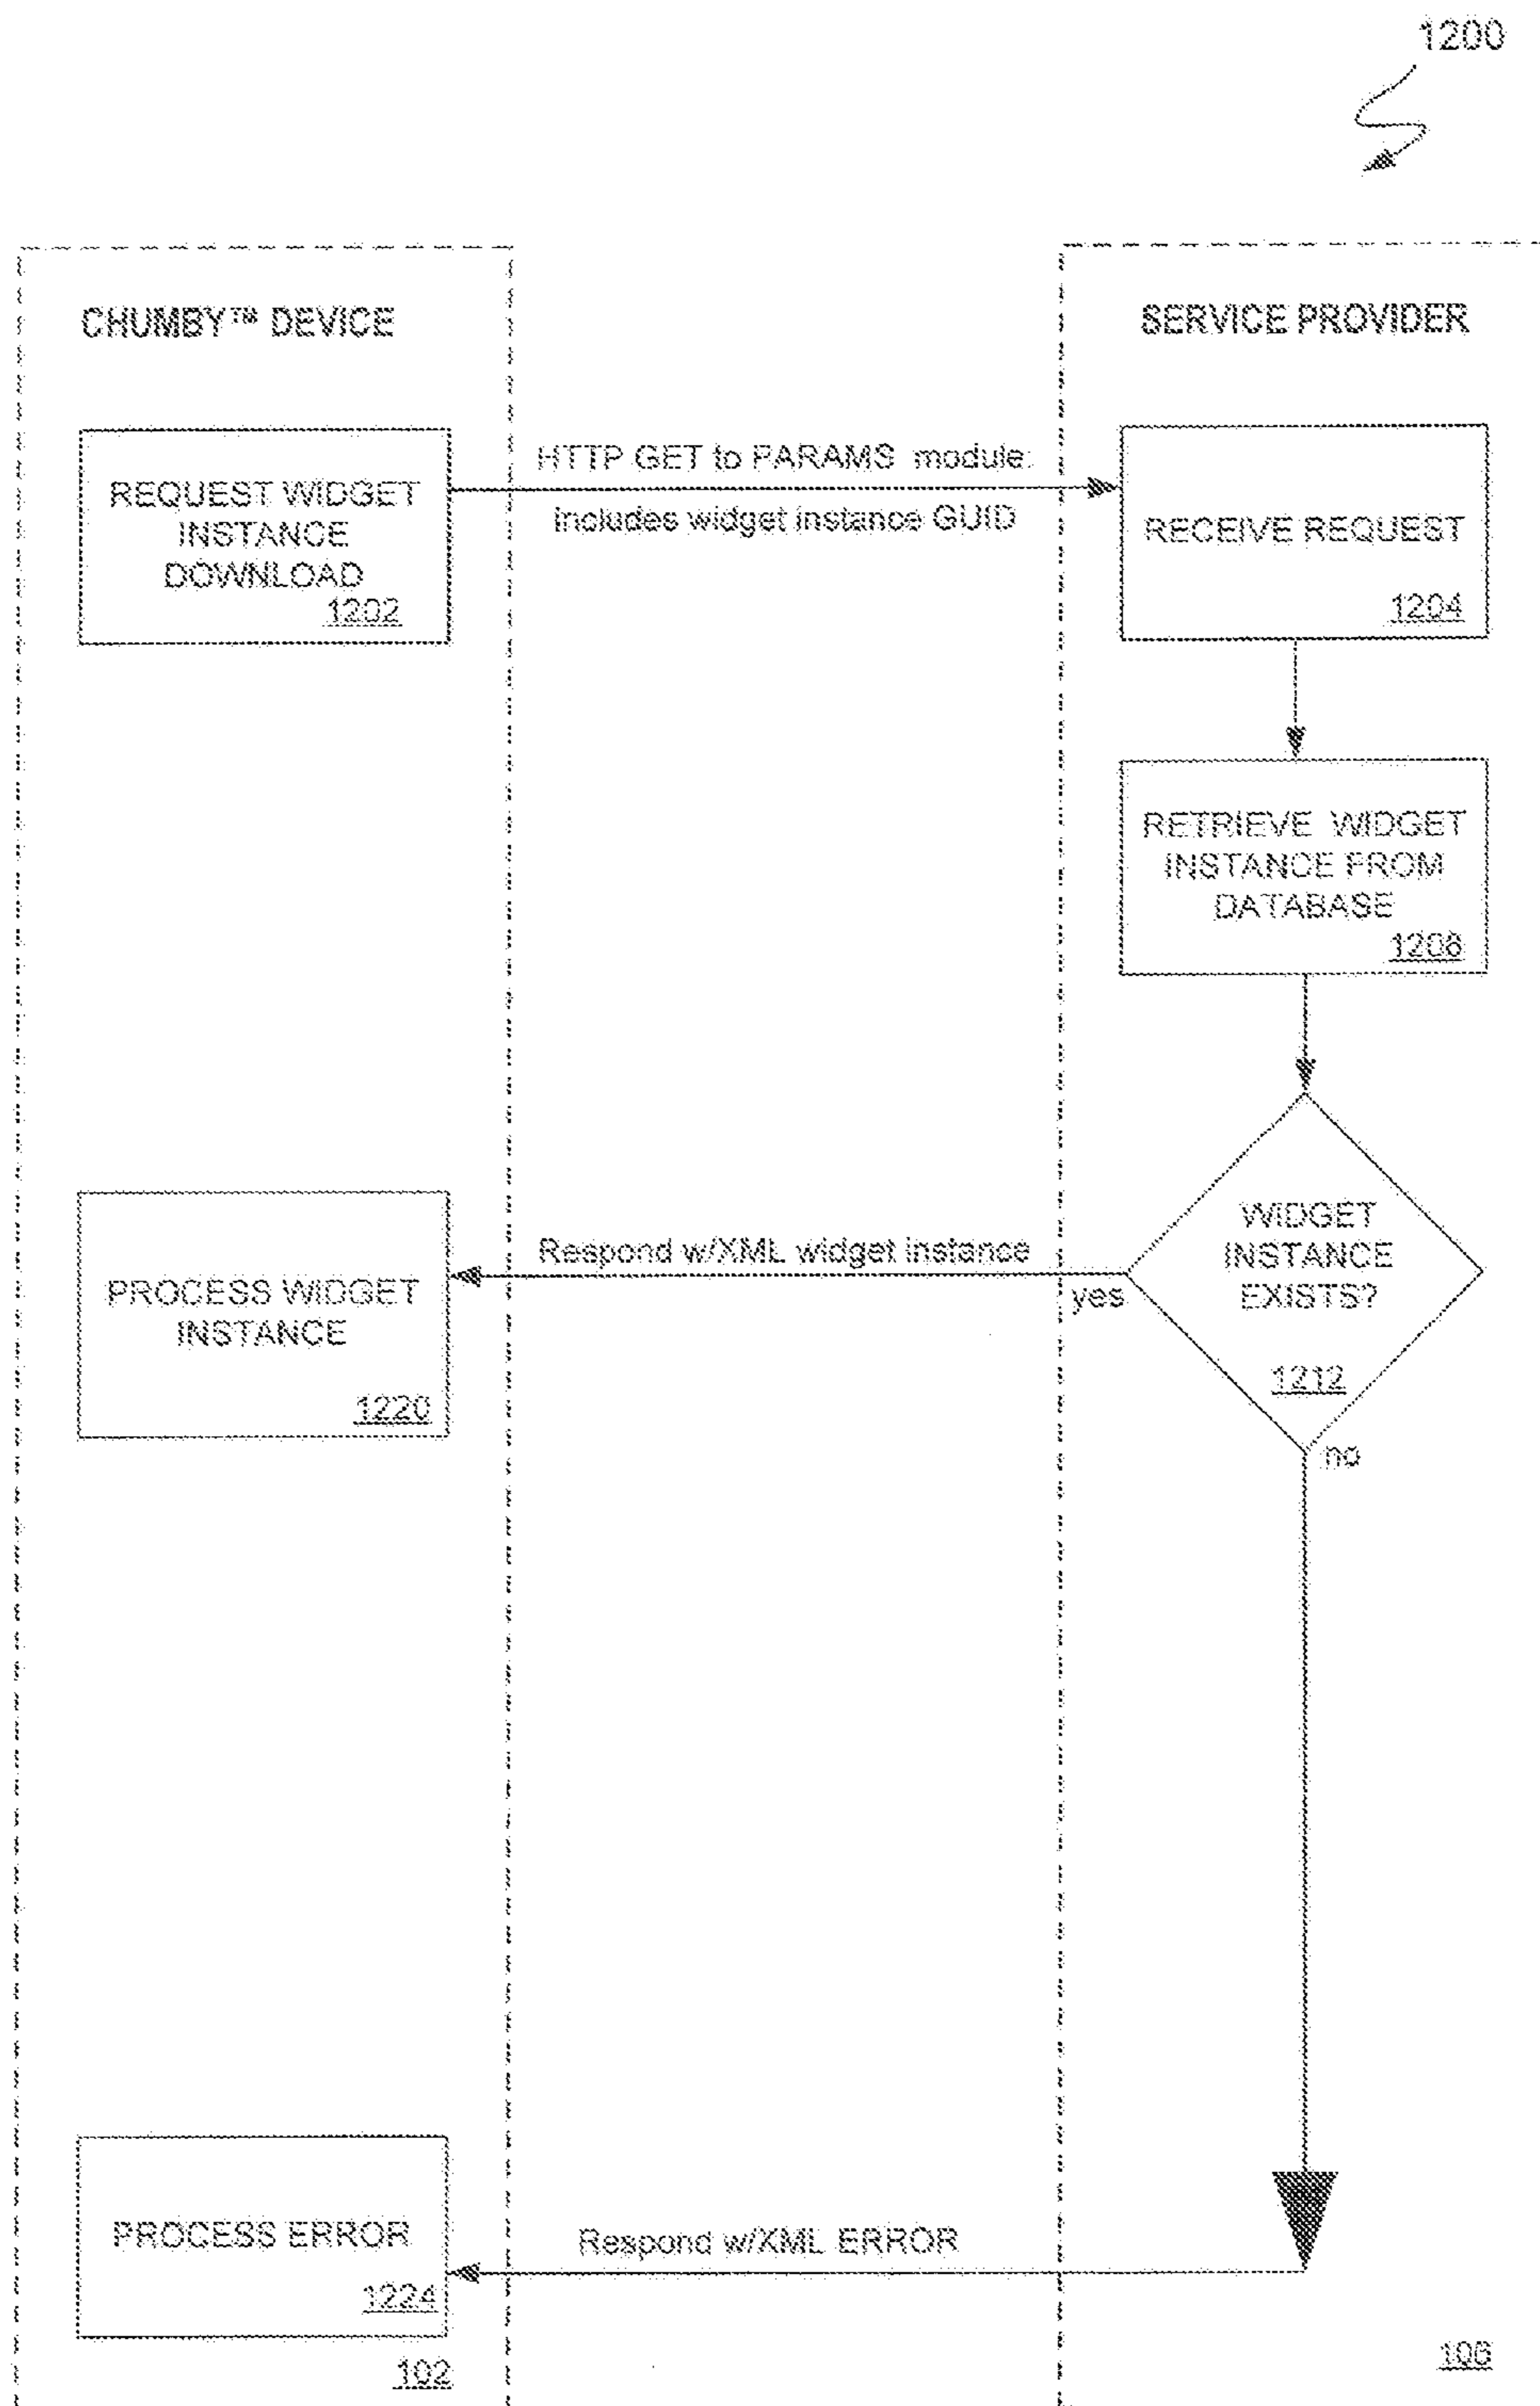 1200
CHUMBY™ DEVICE
SERVICE PROVIDER
REQUEST WIDGET
INSTANCE
DOWNLOAD
1202
HTTP GET to PARAMS module:
includes widget instance GUID
RECEIVE REQUEST
1204
RETRIEVE WIDGET
INSTANCE FROM
DATABASE
1208
WIDGET
INSTANCE
EXISTS?
1212
yes
no
Respond w/XML widget instance
PROCESS WIDGET
INSTANCE
1220
Respond w/XML ERROR
PROCESS ERROR
1224
102
106